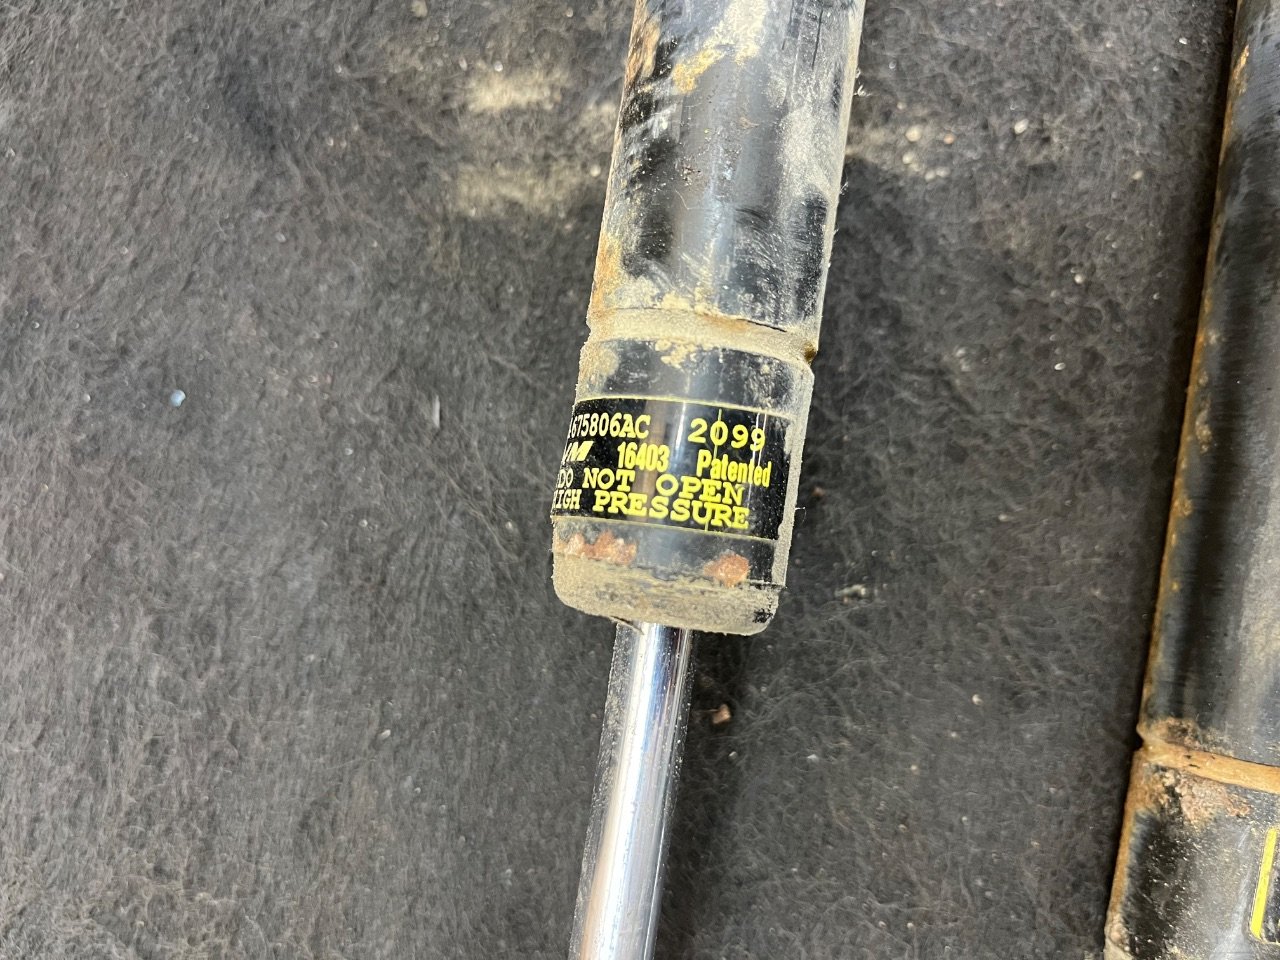 675806AC 2099
16403 Patented
DO NOT OPEN
HIGH PRESSURE